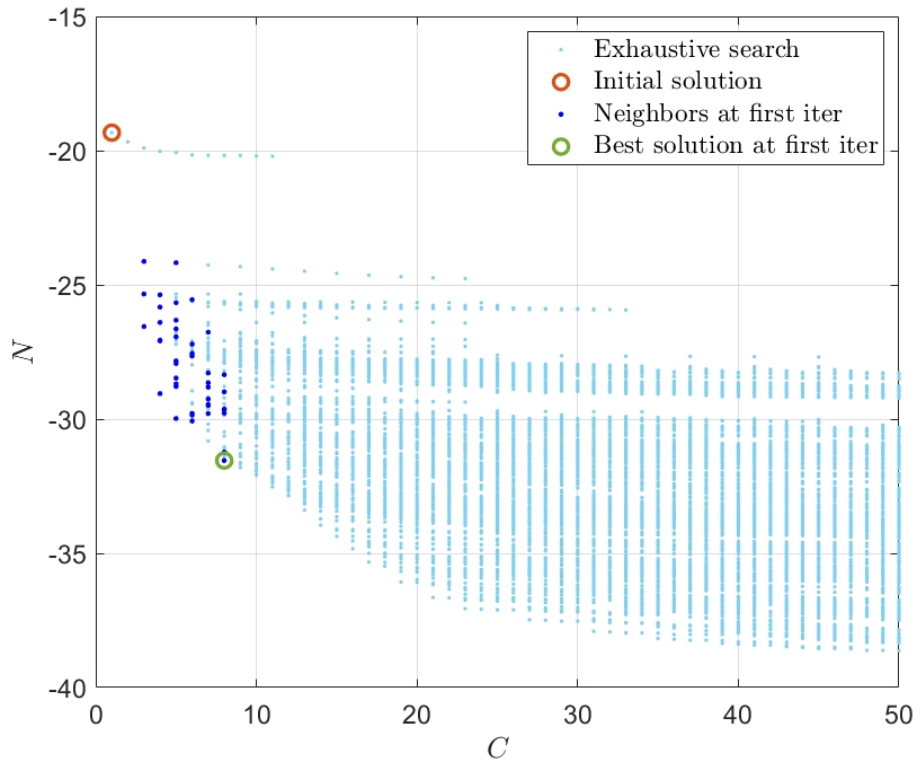 -15
Exhaustive search
Initial solution
Neighbors at first iter
Best solution at first iter
-20
-25
N
-30
-35
-40
0 10 20 30 40 50
C